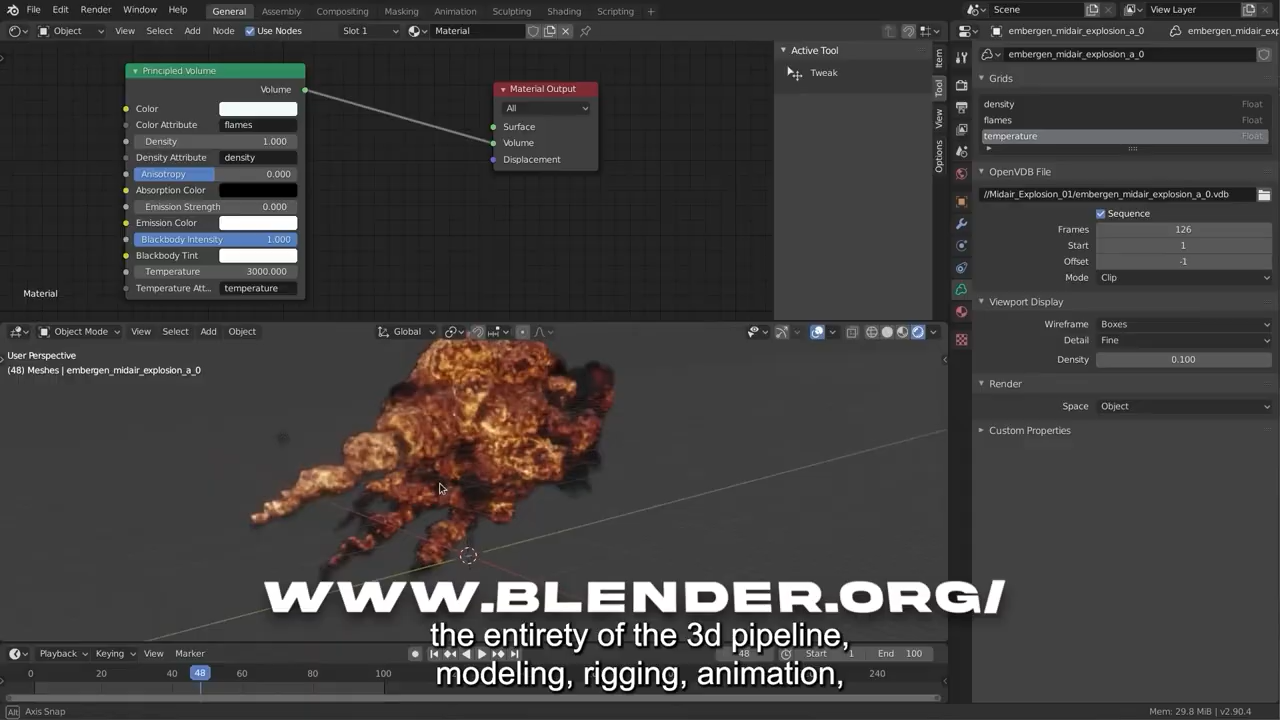 File Edit Render Window Help
General Assembly Compositing Masking Animation Sculpting Shading Scripting +
Scene
View Layer
Object View Select Add Node Use Nodes Slot 1 Material
embergen_midair_explosion_a_0 embergen_midair_explosion_a_0
Principled Volume
Volume
Color
Color Attribute flames
Density 1.000
Density Attribute density
Anisotropy 0.000
Absorption Color
Emission Strength 0.000
Emission Color
Blackbody Intensity 1.000
Blackbody Tint
Temperature 3000.000
Temperature Att... temperature
Material Output
All
Surface
Volume
Displacement
Material
Active Tool
Tweak
Item
Tool
View
Options
embergen_midair_explosion_a_0
Grids
density Float
flames Float
temperature Float
OpenVDB File
//Midair_Explosion_01/embergen_midair_explosion_a_0.vdb
Sequence
Frames 126
Start 1
Offset -1
Mode Clip
Viewport Display
Wireframe Boxes
Detail Fine
Density 0.100
Render
Space Object
Custom Properties
Object Mode View Select Add Object Global
User Perspective
(48) Meshes | embergen_midair_explosion_a_0
WWW.BLENDER.ORG/
the entirety of the 3d pipeline,
modeling, rigging, animation,
Playback Keying View Marker 48 Start 1 End 100
0 40 48 80 100 240
Alt Axis Snap
Mem: 29.8 MiB | v2.90.4